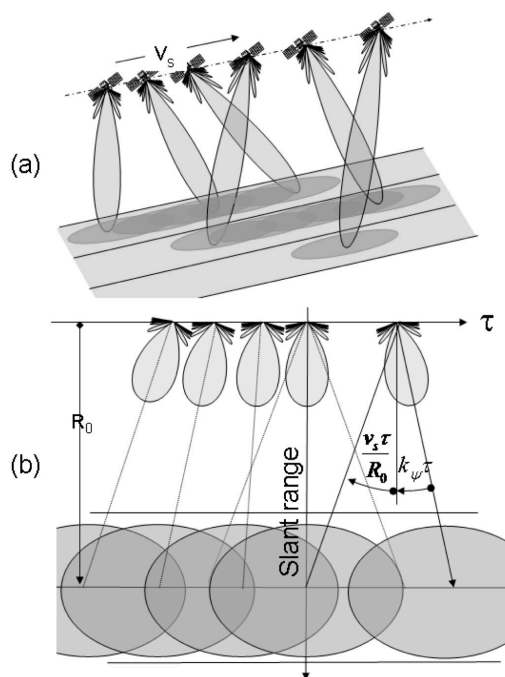 V_s
(a)
τ
R_0
v_s τ
R_0
k_ψ τ
(b)
Slant range